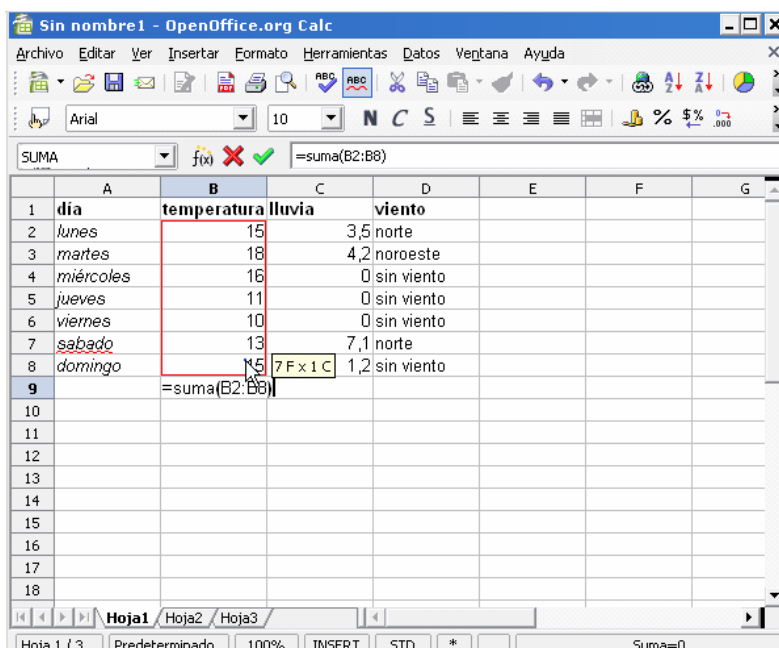 Sin nombre1 - OpenOffice.org Calc
Archivo Editar Ver Insertar Formato Herramientas Datos Ventana Ayuda
ABC ABC
Arial 10 N C S % $%
SUMA f(x) =suma(B2:B8)
A B C D E F G
1 día temperatura lluvia viento
2 lunes 15 3,5 norte
3 martes 18 4,2 noroeste
4 miércoles 16 0 sin viento
5 jueves 11 0 sin viento
6 viernes 10 0 sin viento
7 sabado 13 7,1 norte
8 domingo 15 7 F x 1 C 1,2 sin viento
9 =suma(B2:B8)
10
11
12
13
14
15
16
17
18
Hoja1 Hoja2 Hoja3
Hoja 1 / 3 Predeterminado 100% INSERT STD * Suma=0